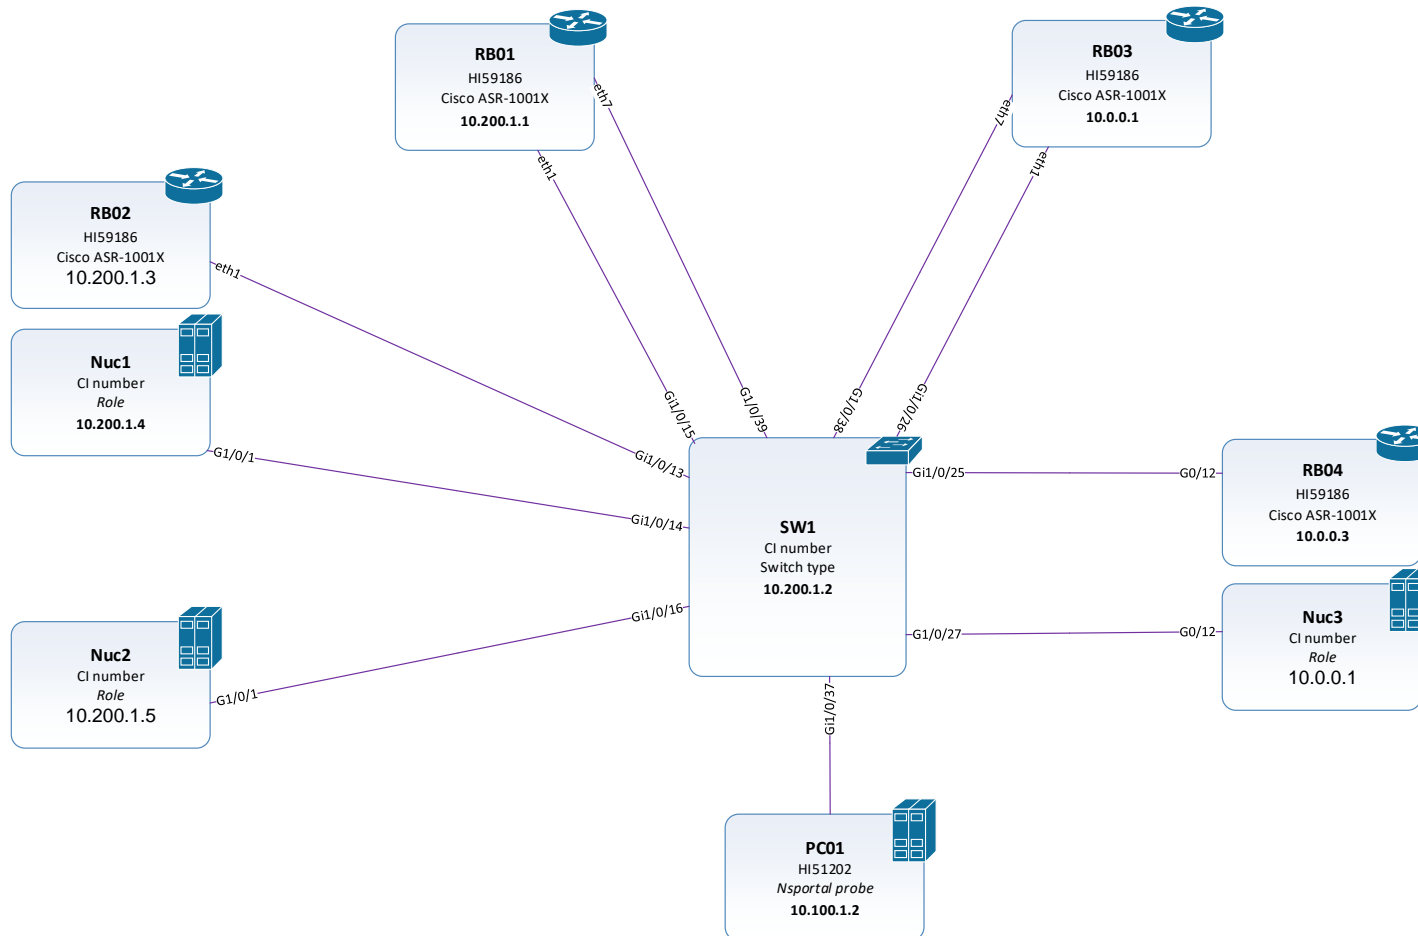 RB01
HI59186
Cisco ASR-1001X
10.200.1.1
eth7
eth1
RB03
HI59186
Cisco ASR-1001X
10.0.0.1
eth7
eth1
RB02
HI59186
Cisco ASR-1001X
10.200.1.3
eth1
Nuc1
CI number
Role
10.200.1.4
G1/0/1
Gi1/0/15
G1/0/39
G1/0/38
Gi1/0/26
Gi1/0/13
Gi1/0/14
Gi1/0/16
Gi1/0/25
G1/0/27
Gi1/0/37
SW1
CI number
Switch type
10.200.1.2
G0/12
RB04
HI59186
Cisco ASR-1001X
10.0.0.3
G0/12
Nuc3
CI number
Role
10.0.0.1
Nuc2
CI number
Role
10.200.1.5
G1/0/1
PC01
HI51202
Nsportal probe
10.100.1.2